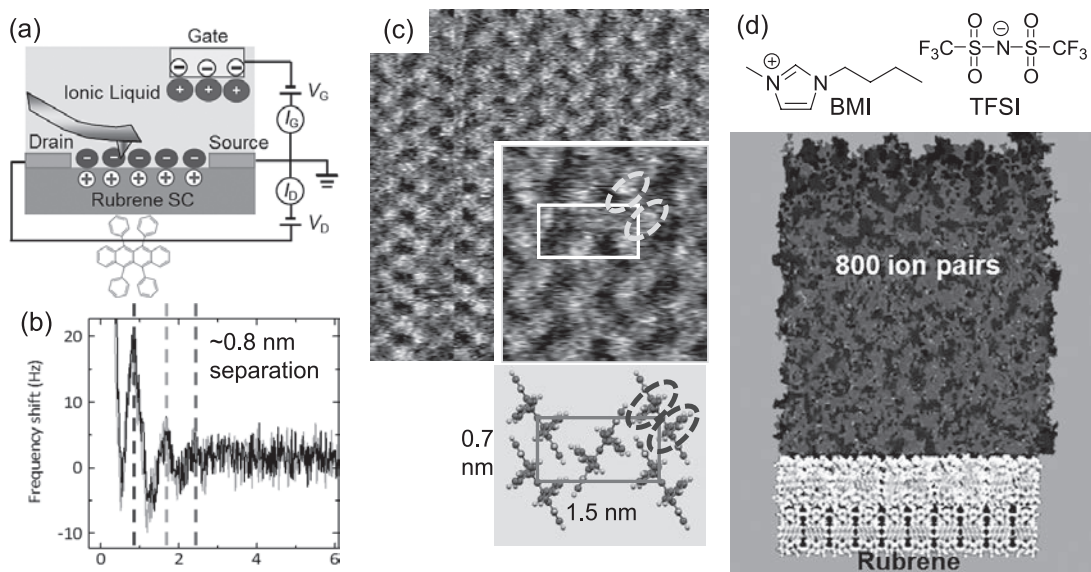 (a)
Gate
Ionic Liquid
V_G
I_G
Drain
Source
I_D
Rubrene SC
V_D
(b)
Frequency shift (Hz)
20
10
0
-10
0
2
4
6
~0.8 nm
separation
(c)
0.7
nm
1.5 nm
(d)
BMI
O
O
CF3
S
N
S
CF3
O
O
TFSI
N
N
800 ion pairs
Rubrene